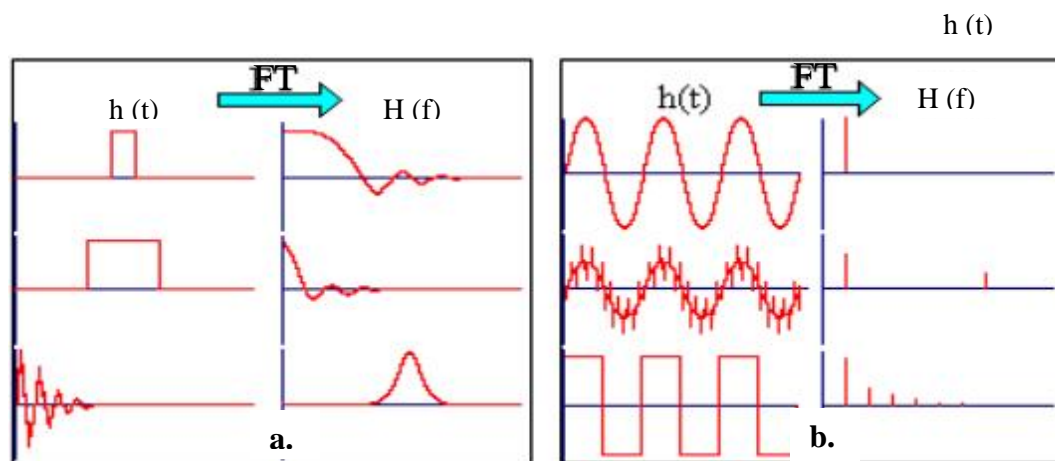 h (t)
FT
h (t)
H (f)
a.
FT
h(t)
H (f)
b.